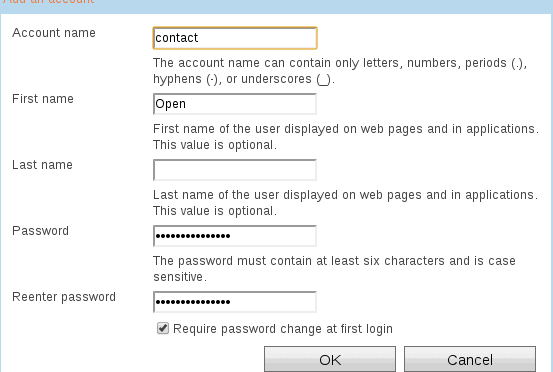 Add an account
Account name
contact
The account name can contain only letters, numbers, periods (.),
hyphens (-), or underscores (_).
First name
Open
First name of the user displayed on web pages and in applications.
This value is optional.
Last name
Last name of the user displayed on web pages and in applications.
This value is optional.
Password
•••••••••••••••
The password must contain at least six characters and is case
sensitive.
Reenter password
•••••••••••••••
Require password change at first login
OK Cancel